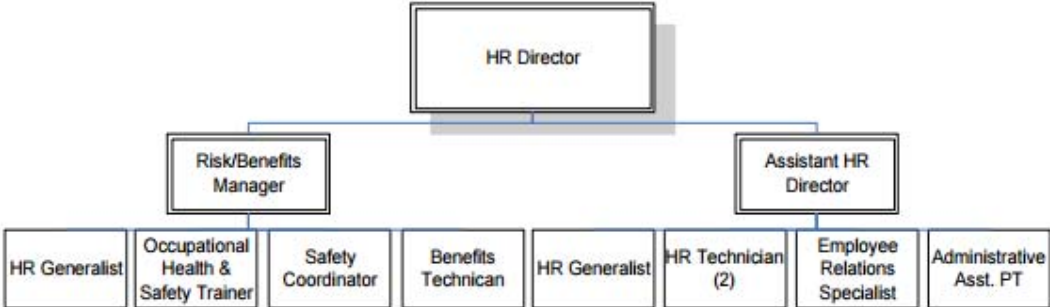 HR Director
Risk/Benefits
Manager
Assistant HR
Director
HR Generalist
Occupational
Health &
Safety Trainer
Safety
Coordinator
Benefits
Technican
HR Generalist
HR Technician
(2)
Employee
Relations
Specialist
Administrative
Asst. PT